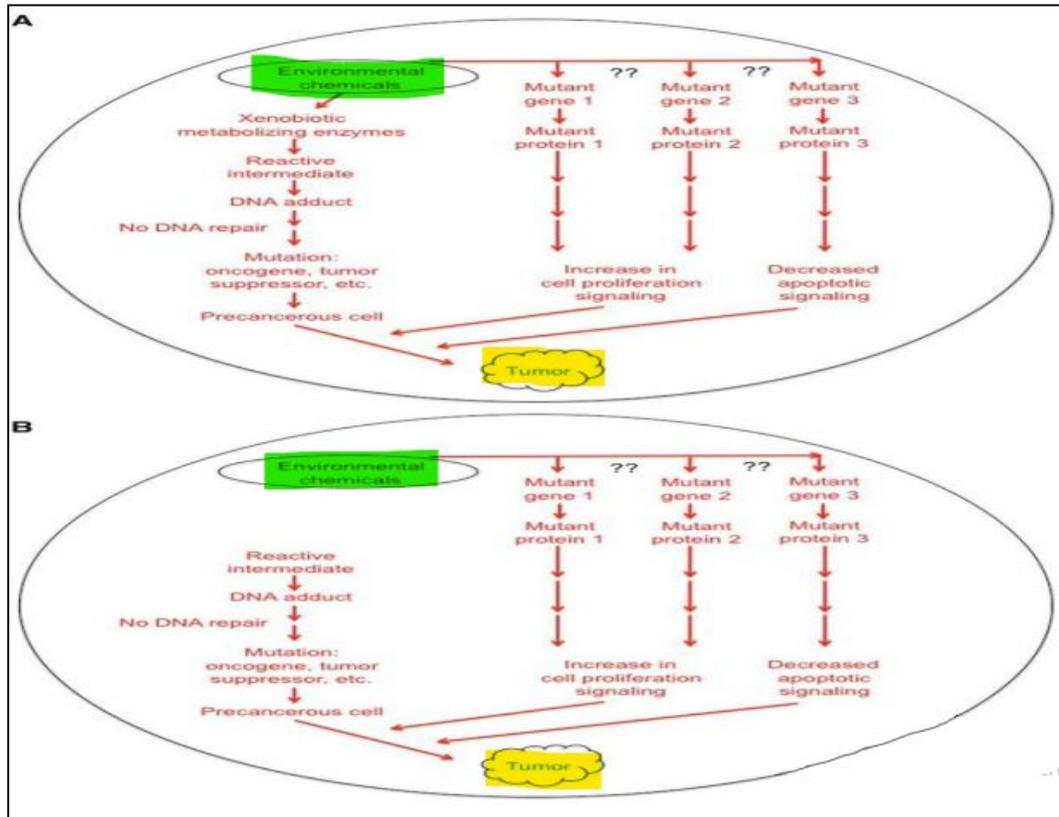 A
Environmental
chemicals
Xenobiotic
metabolizing enzymes
Reactive
intermediate
DNA adduct
No DNA repair
Mutation:
oncogene, tumor
suppressor, etc.
Precancerous cell
??
??
Mutant
gene 1
Mutant
protein 1
Mutant
gene 2
Mutant
protein 2
Mutant
gene 3
Mutant
protein 3
Increase in
cell proliferation
signaling
Decreased
apoptotic
signaling
Tumor
B
Environmental
chemicals
Reactive
intermediate
DNA adduct
No DNA repair
Mutation:
oncogene, tumor
suppressor, etc.
Precancerous cell
??
??
Mutant
gene 1
Mutant
protein 1
Mutant
gene 2
Mutant
protein 2
Mutant
gene 3
Mutant
protein 3
Increase in
cell proliferation
signaling
Decreased
apoptotic
signaling
Tumor